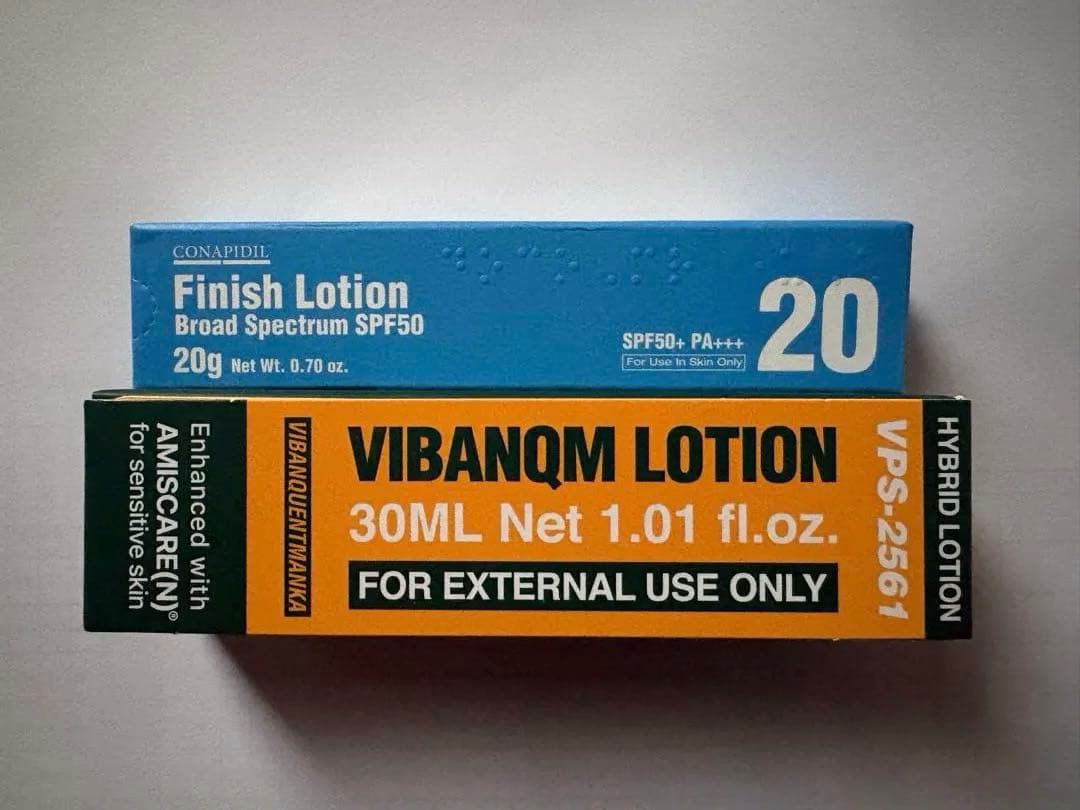 CONAPIDIL
Finish Lotion
Broad Spectrum SPF50
20g Net Wt. 0.70 oz.
SPF50+ PA+++
For Use In Skin Only
20
Enhanced with
AMISCARE(N)®
for sensitive skin
VIBANQUENTMANKA
VIBANQM LOTION
30ML Net 1.01 fl.oz.
FOR EXTERNAL USE ONLY
VPS-2561
HYBRID LOTION